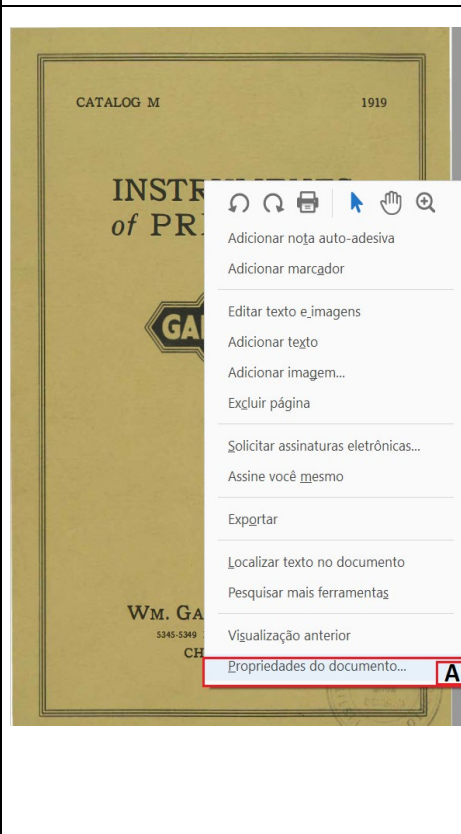 CATALOG M 1919
INSTR
of PR
GA
Adicionar nota auto-adesiva
Adicionar marcador
Editar texto e imagens
Adicionar texto
Adicionar imagem...
Excluir página
Solicitar assinaturas eletrônicas...
Assine você mesmo
Exportar
Localizar texto no documento
Pesquisar mais ferramentas
WM. GA
5345-5349
Visualização anterior
CH
Propriedades do documento...
A